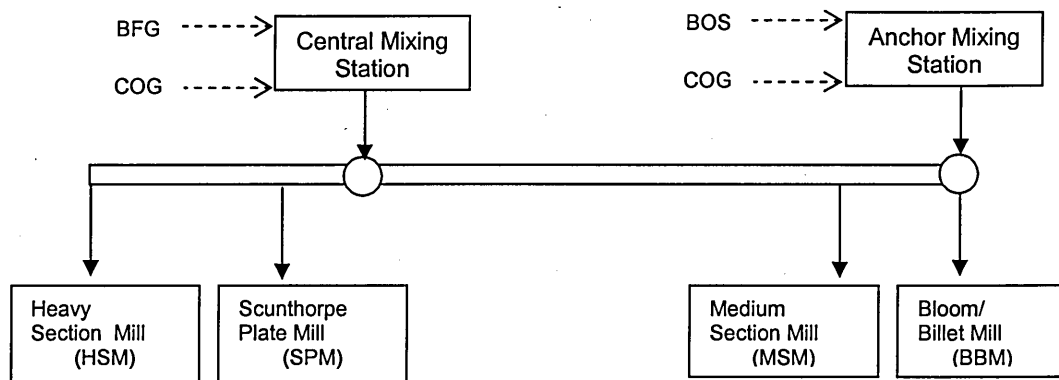 BFG
COG
Central Mixing
Station
BOS
COG
Anchor Mixing
Station
Heavy
Section Mill
(HSM)
Scunthorpe
Plate Mill
(SPM)
Medium
Section Mill
(MSM)
Bloom/
Billet Mill
(BBM)